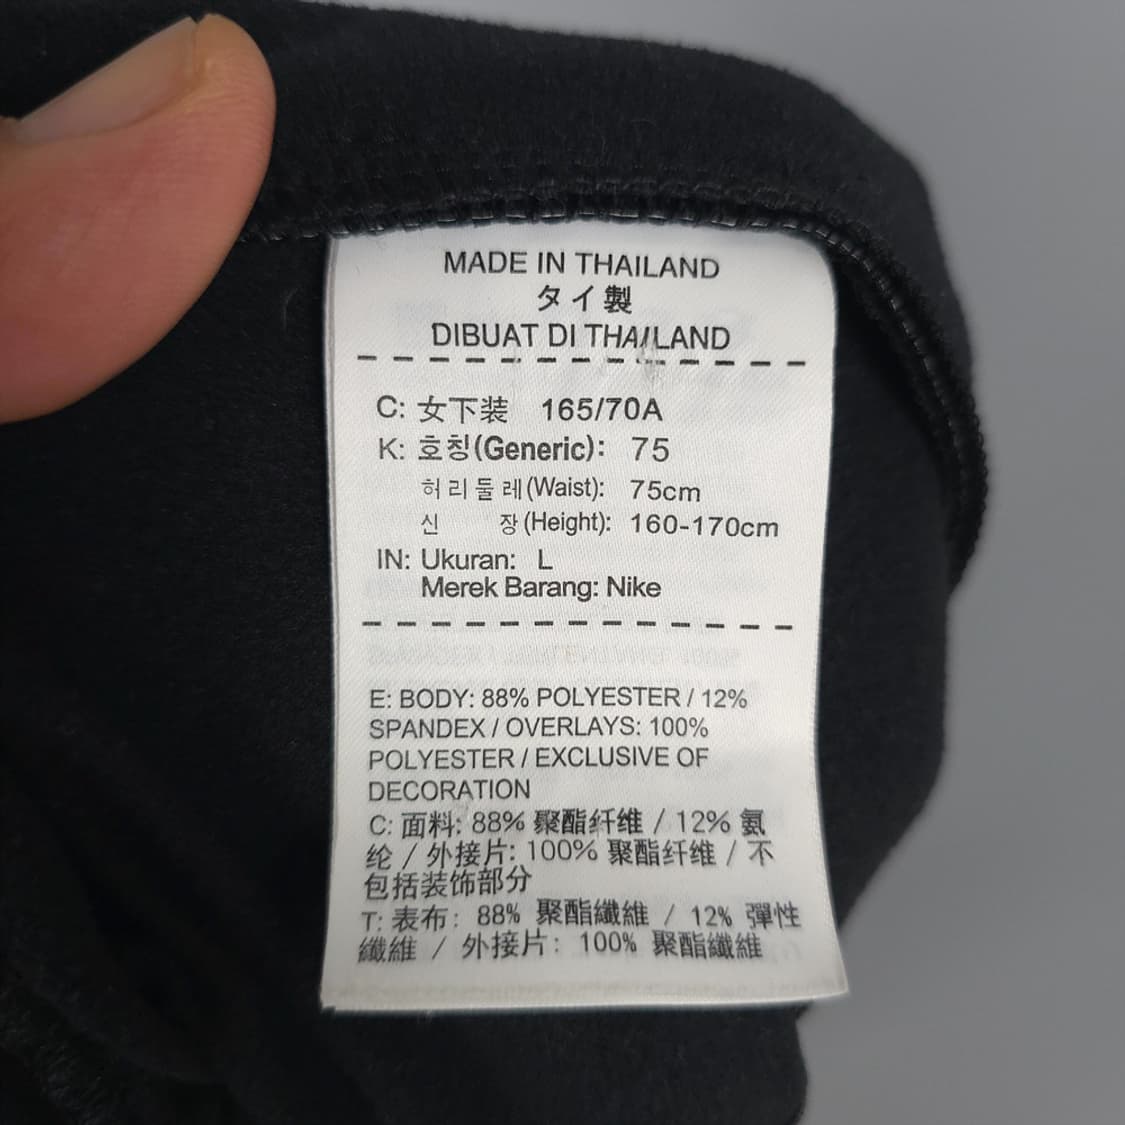 MADE IN THAILAND
タイ製
DIBUAT DI THAILAND
C: 女下装 165/70A
K: 호칭(Generic): 75
허리둘레(Waist): 75cm
신 장(Height): 160-170cm
IN: Ukuran: L
Merek Barang: Nike
E: BODY: 88% POLYESTER / 12%
SPANDEX / OVERLAYS: 100%
POLYESTER / EXCLUSIVE OF
DECORATION
C: 面料: 88% 聚酯纤维 / 12% 氨
纶 / 外接片: 100% 聚酯纤维 / 不
包括装饰部分
T: 表布: 88% 聚酯纖維 / 12% 彈性
纖維 / 外接片: 100% 聚酯纖維